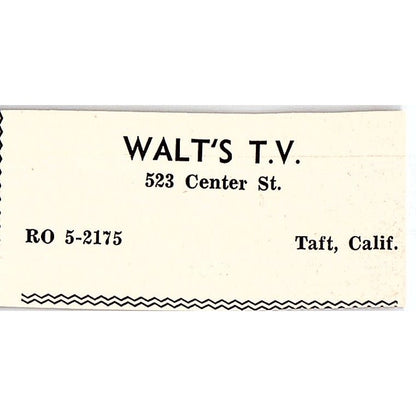 WALT'S T.V.
523 Center St.
RO 5-2175 Taft, Calif.